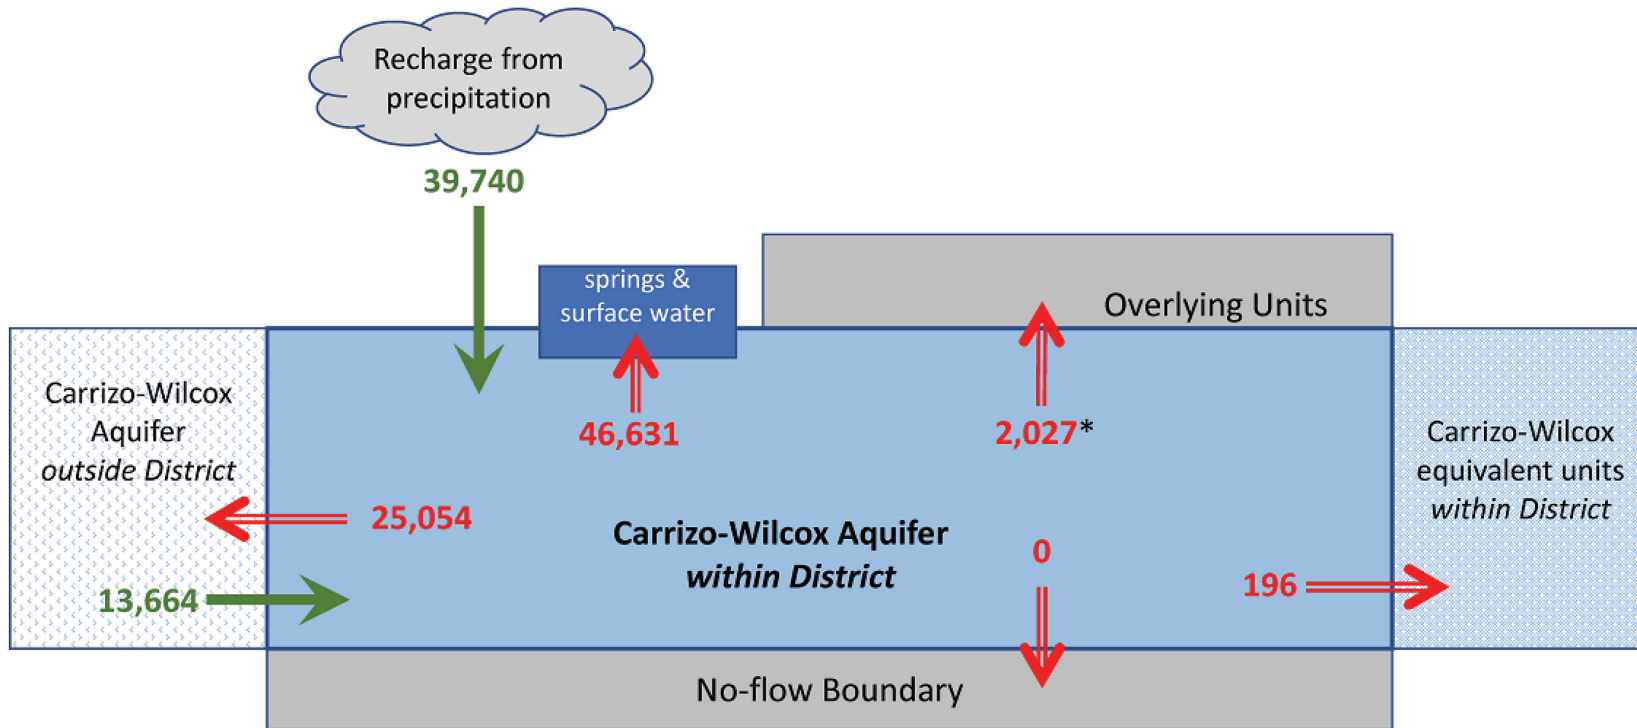 Recharge from
precipitation
39,740
springs &
surface water
Overlying Units
Carrizo-Wilcox
Aquifer
outside District
46,631
2,027*
Carrizo-Wilcox
equivalent units
within District
25,054
Carrizo-Wilcox Aquifer
within District
0
13,664
196
No-flow Boundary